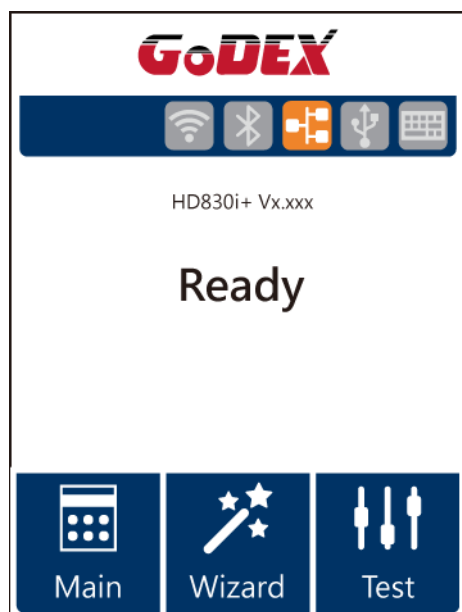 GoDEX
HD830i+ Vx.xxx
Ready
Main
Wizard
Test